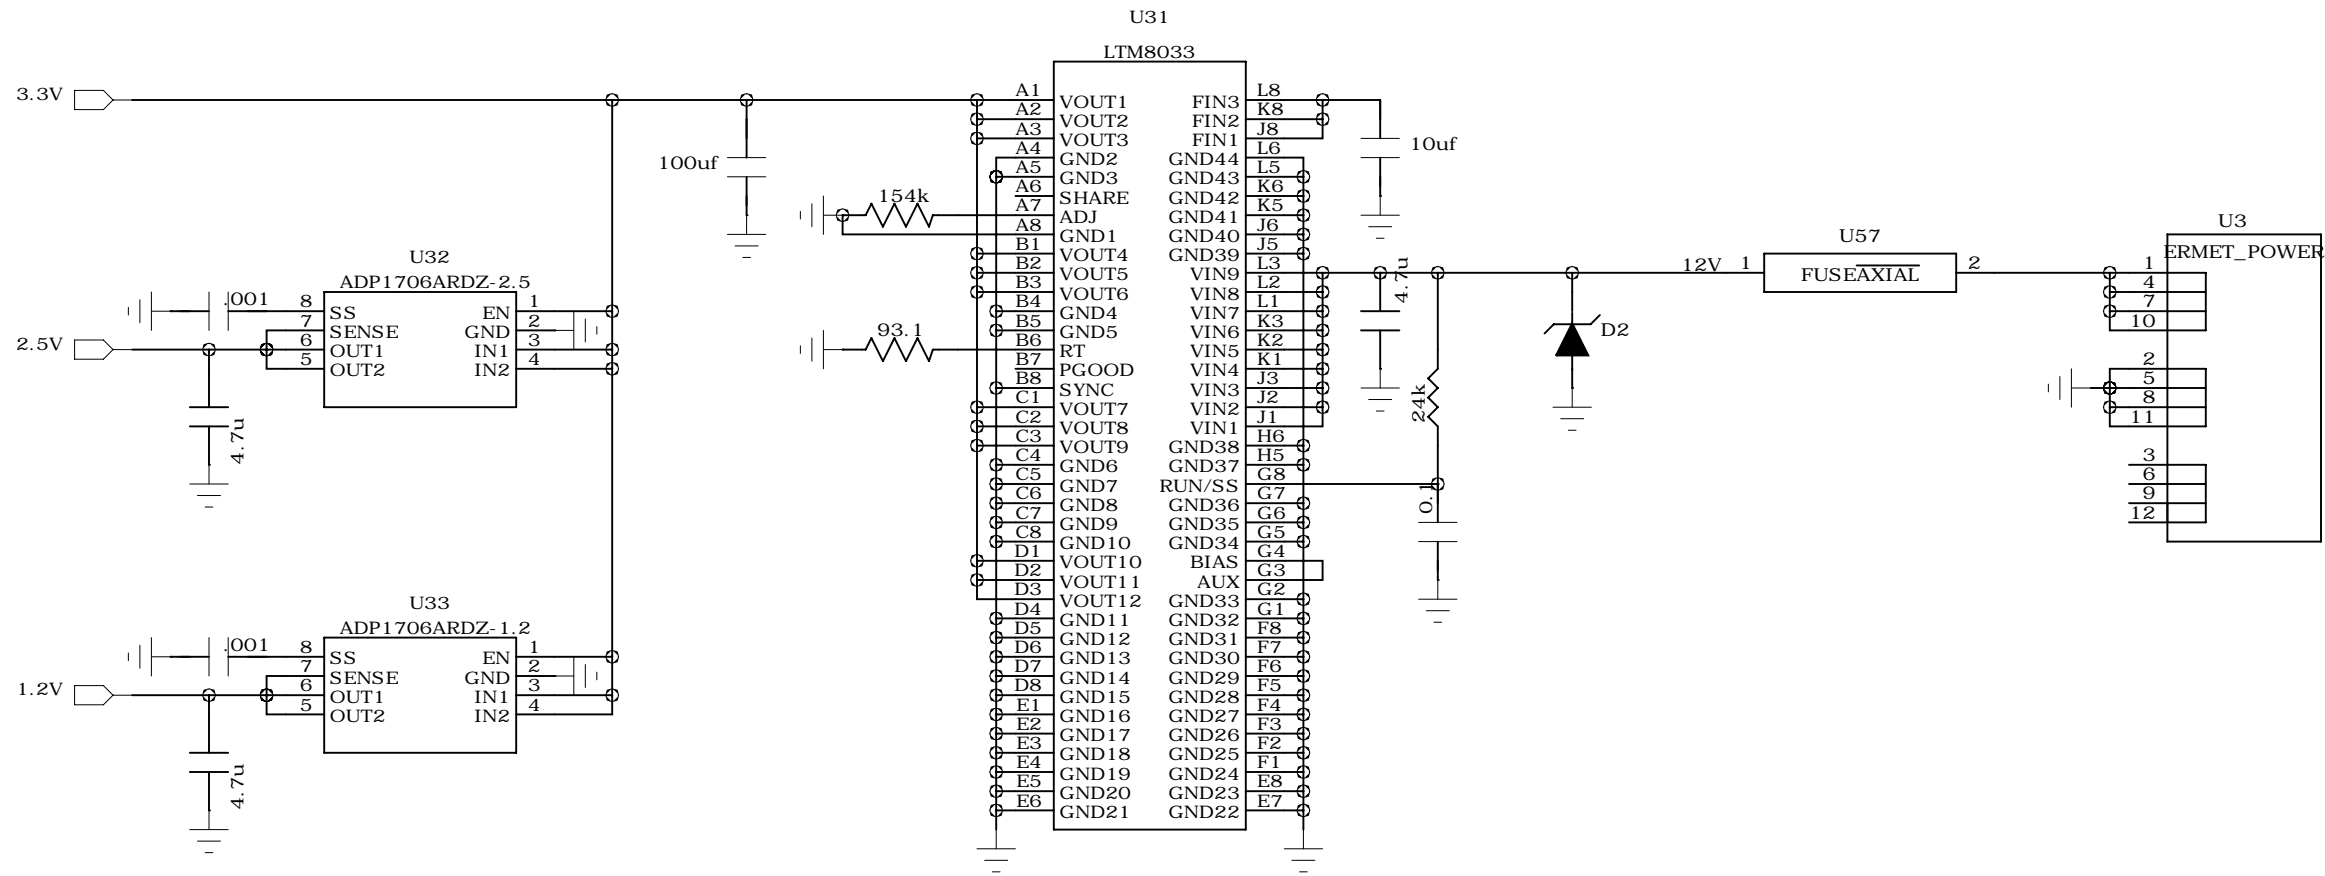 U31
LTM8033
3.3V
100uf
154k
93.1
A1 VOUT1 FIN3 L8
A2 VOUT2 FIN2 K8
A3 VOUT3 FIN1 J8
A4 GND2 GND44 L6
A5 GND3 GND43 L5
A6 SHARE GND42 K6
A7 ADJ GND41 K5
A8 GND1 GND40 J6
B1 VOUT4 GND39 J5
B2 VOUT5 VIN9 L3
B3 VOUT6 VIN8 L2
B4 GND4 VIN7 L1
B5 GND5 VIN6 K3
B6 RT VIN5 K2
B7 PGOOD VIN4 K1
B8 SYNC VIN3 J3
C1 VOUT7 VIN2 J2
C2 VOUT8 VIN1 J1
C3 VOUT9 GND38 H6
C4 GND6 GND37 H5
C5 GND7 RUN/SS G8
C6 GND8 GND36 G7
C7 GND9 GND35 G6
C8 GND10 GND34 G5
D1 VOUT10 BIAS G4
D2 VOUT11 AUX G3
D3 VOUT12 GND33 G2
D4 GND11 GND32 G1
D5 GND12 GND31 F8
D6 GND13 GND30 F7
D7 GND14 GND29 F6
D8 GND15 GND28 F5
E1 GND16 GND27 F4
E2 GND17 GND26 F3
E3 GND18 GND25 F2
E4 GND19 GND24 F1
E5 GND20 GND23 E8
E6 GND21 GND22 E7
10uf
4.7u
24k
0.1
D2
12V
U57
1 FUSEAXIAL 2
U3
ERMET_POWER
1
4
7
10
2
5
8
11
3
6
9
12
U32
ADP1706ARDZ-2.5
.001
8 SS EN 1
7 SENSE GND 2
6 OUT1 IN1 3
5 OUT2 IN2 4
2.5V
4.7u
U33
ADP1706ARDZ-1.2
.001
8 SS EN 1
7 SENSE GND 2
6 OUT1 IN1 3
5 OUT2 IN2 4
1.2V
4.7u